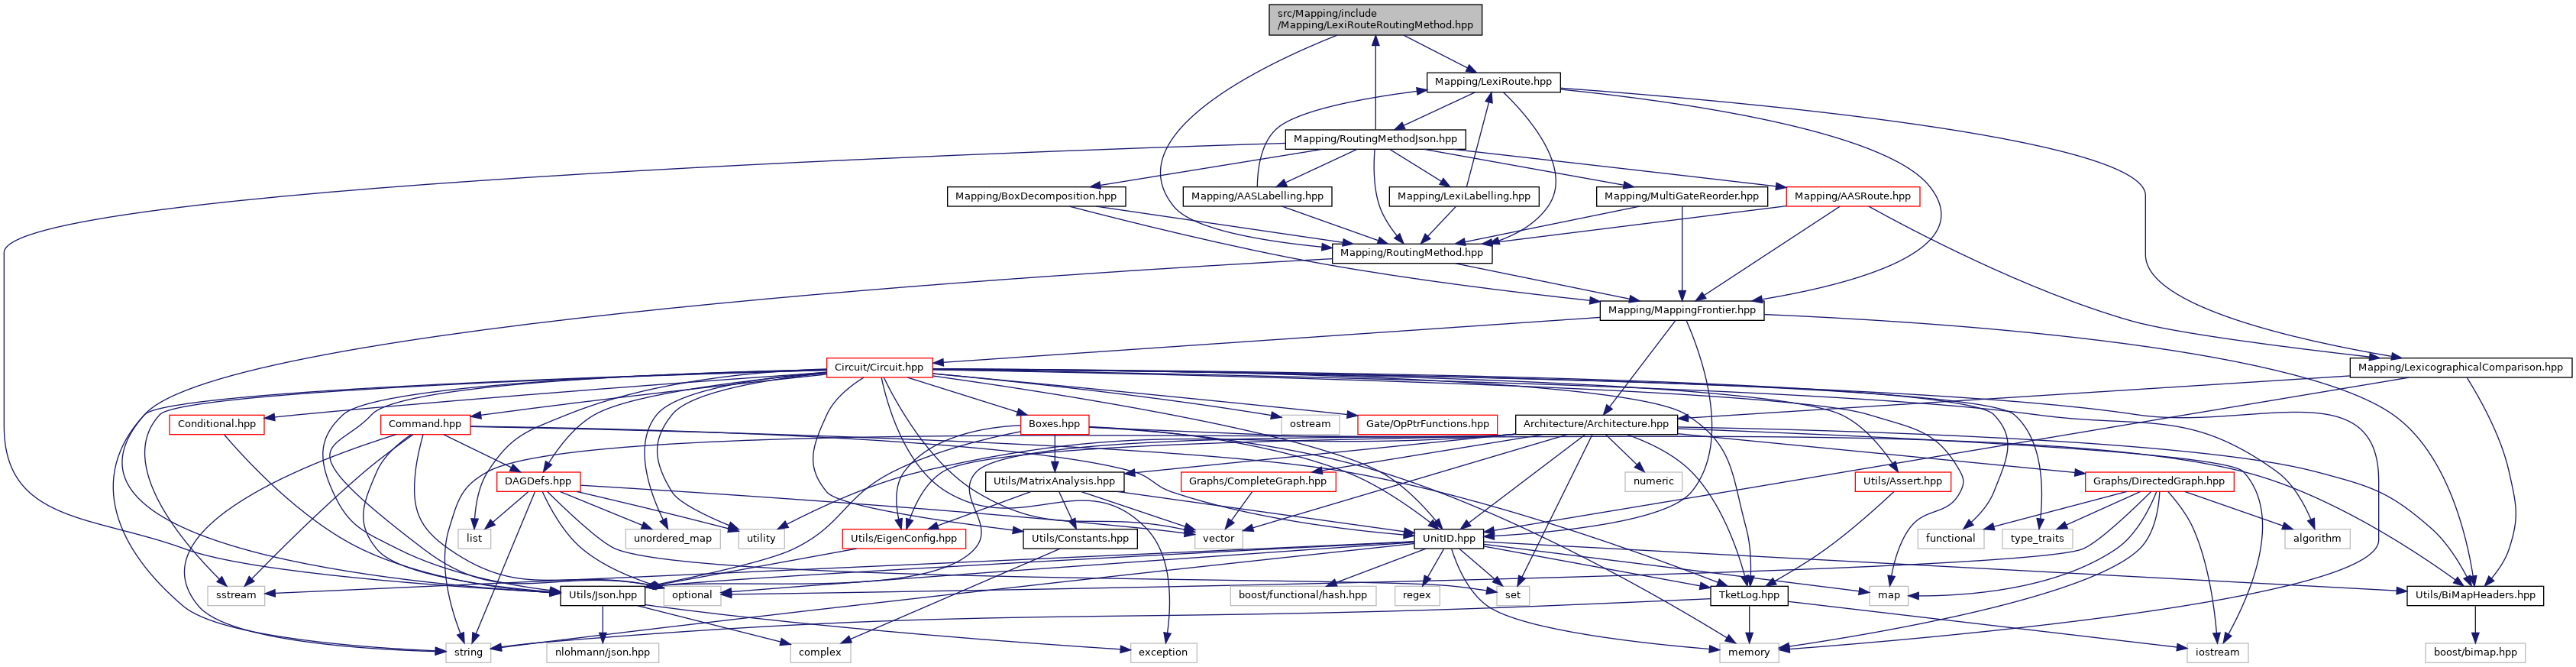 src/Mapping/include
/Mapping/LexiRouteRoutingMethod.hpp
Mapping/LexiRoute.hpp
Mapping/RoutingMethodJson.hpp
Mapping/BoxDecomposition.hpp
Mapping/AASLabelling.hpp
Mapping/LexiLabelling.hpp
Mapping/MultiGateReorder.hpp
Mapping/AASRoute.hpp
Mapping/RoutingMethod.hpp
Mapping/MappingFrontier.hpp
Circuit/Circuit.hpp
Mapping/LexicographicalComparison.hpp
Conditional.hpp
Command.hpp
Boxes.hpp
ostream
Gate/OpPtrFunctions.hpp
Architecture/Architecture.hpp
DAGDefs.hpp
Utils/MatrixAnalysis.hpp
Graphs/CompleteGraph.hpp
numeric
Utils/Assert.hpp
Graphs/DirectedGraph.hpp
list
unordered_map
utility
Utils/EigenConfig.hpp
Utils/Constants.hpp
vector
UnitID.hpp
functional
type_traits
algorithm
sstream
Utils/Json.hpp
optional
boost/functional/hash.hpp
regex
set
TketLog.hpp
map
Utils/BiMapHeaders.hpp
string
nlohmann/json.hpp
complex
exception
memory
iostream
boost/bimap.hpp